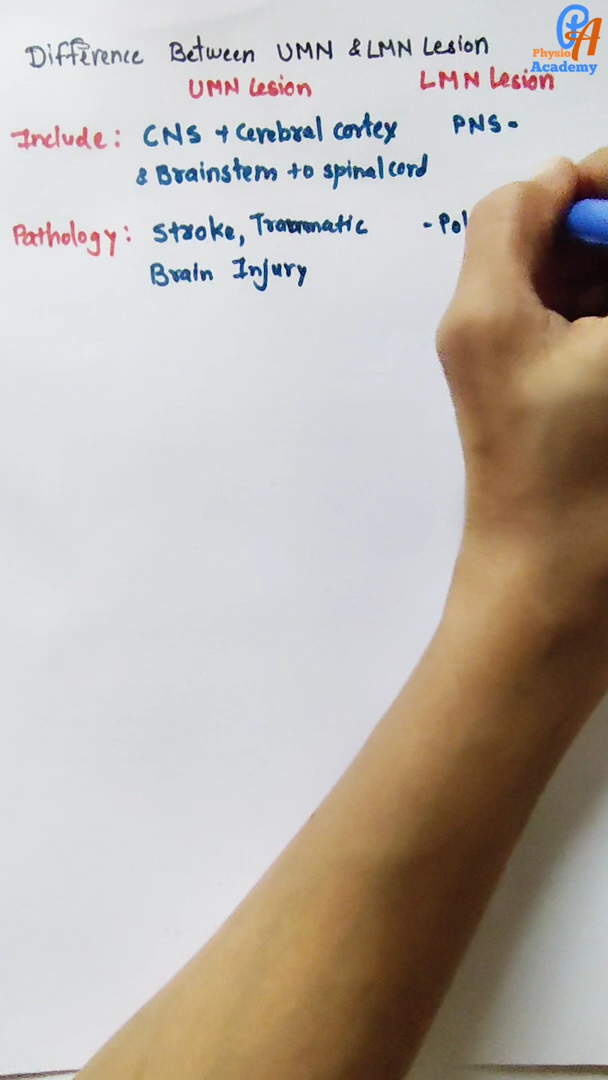 Difference Between UMN & LMN Lesion
UMN Lesion LMN Lesion
Include: CNS + Cerebral cortex PNS.
& Brainstem to spinal cord
Pathology: Stroke, Traumatic - Pol
Brain Injury
Physio
Academy